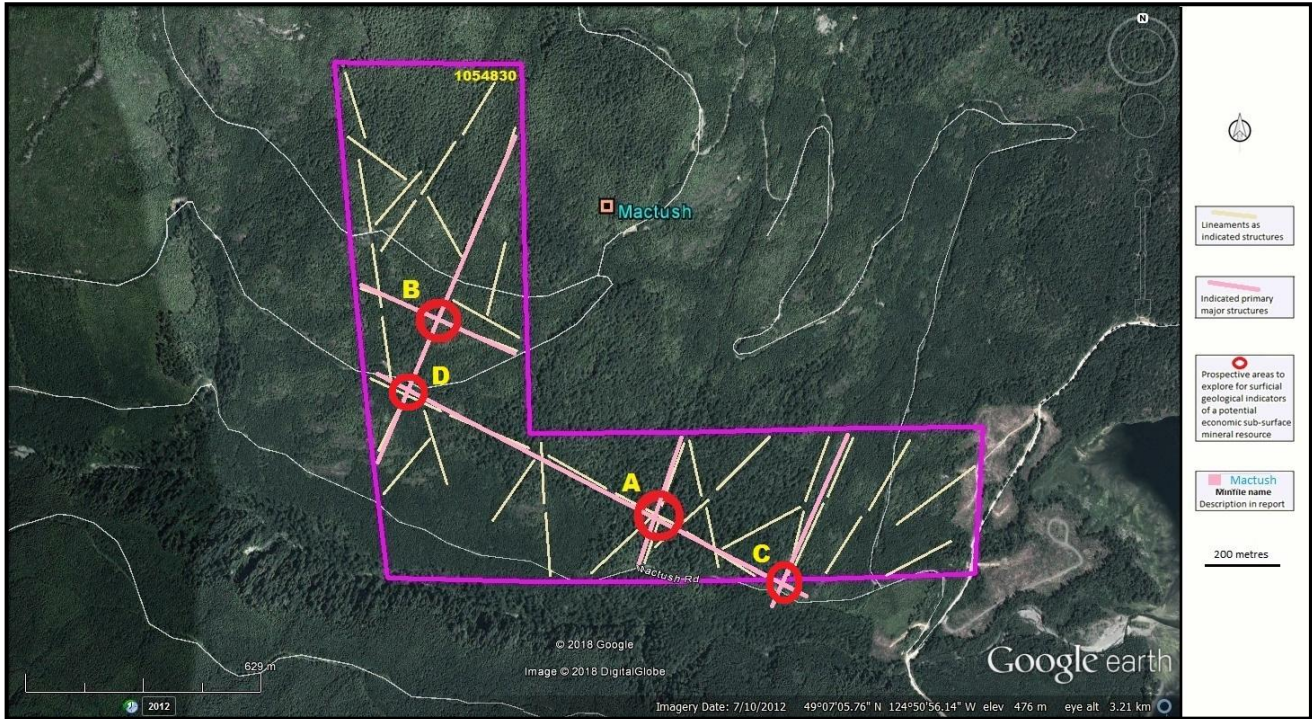 1054830
N
Mactush
B
D
A
C
Mactush Rd
© 2018 Google
Image © 2018 DigitalGlobe
Google earth
629 m
2012
Imagery Date: 7/10/2012 49°07'05.76" N 124°50'56.14" W elev 476 m eye alt 3.21 km
Lineaments as
indicated structures
Indicated primary
major structures
Prospective areas to
explore for surficial
geological indicators
of a potential
economic sub-surface
mineral resource
Mactush
Minfile name
Description in report
200 metres